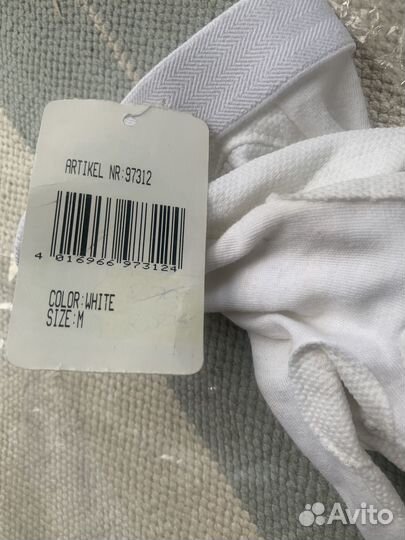 ARTIKEL NR:97312
4 016966 973124
COLOR:WHITE
SIZE:M
Avito